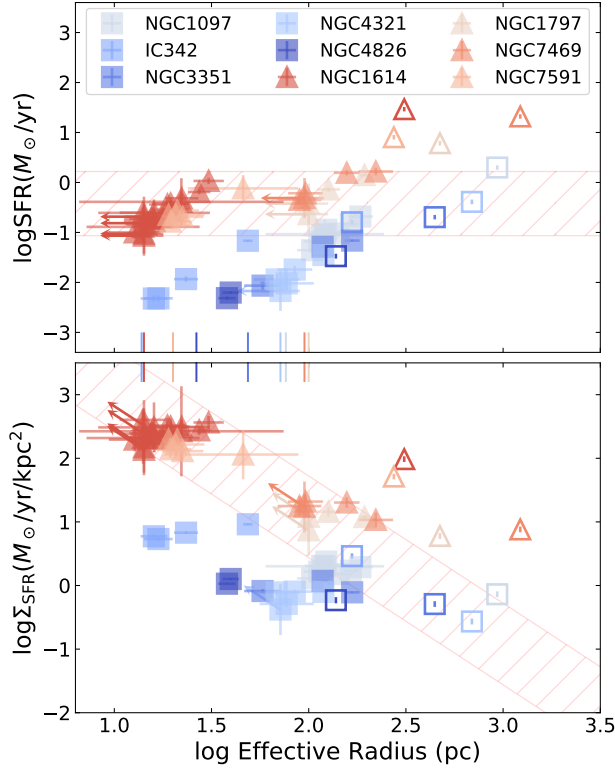 NGC1097 NGC4321 NGC1797
IC342 NGC4826 NGC7469
NGC3351 NGC1614 NGC7591
logSFR(M⊙/yr)
3
2
1
0
−1
−2
−3
logΣSFR(M⊙/yr/kpc²)
3
2
1
0
−1
−2
1.0 1.5 2.0 2.5 3.0 3.5
log Effective Radius (pc)